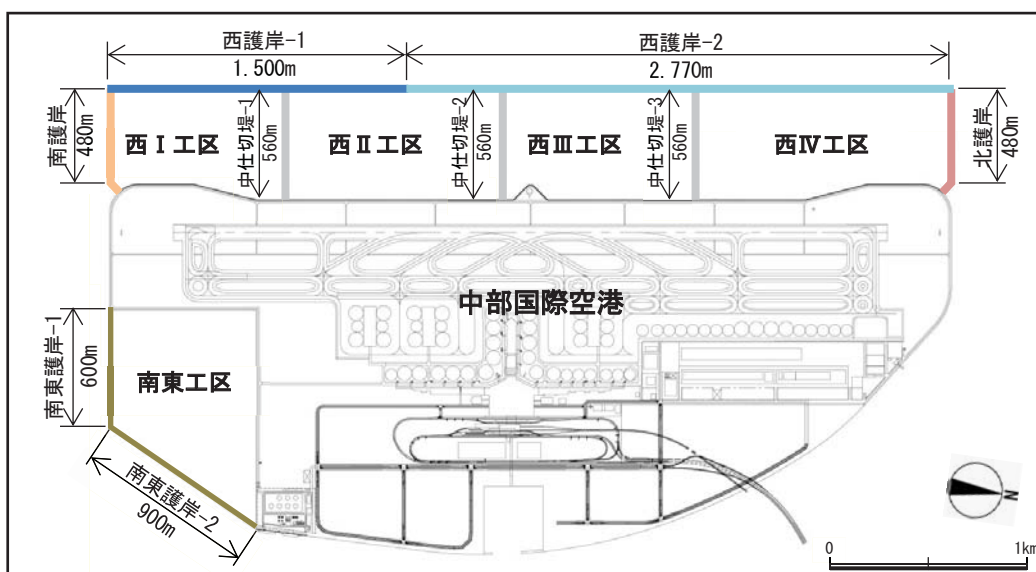 西護岸-1
1.500m
西護岸-2
2.770m
南護岸
480m
西Ⅰ工区
中仕切堤-1
560m
西Ⅱ工区
中仕切堤-2
560m
西Ⅲ工区
中仕切堤-3
560m
西Ⅳ工区
北護岸
480m
中部国際空港
南東護岸-1
600m
南東工区
南東護岸-2
900m
N
0
1km